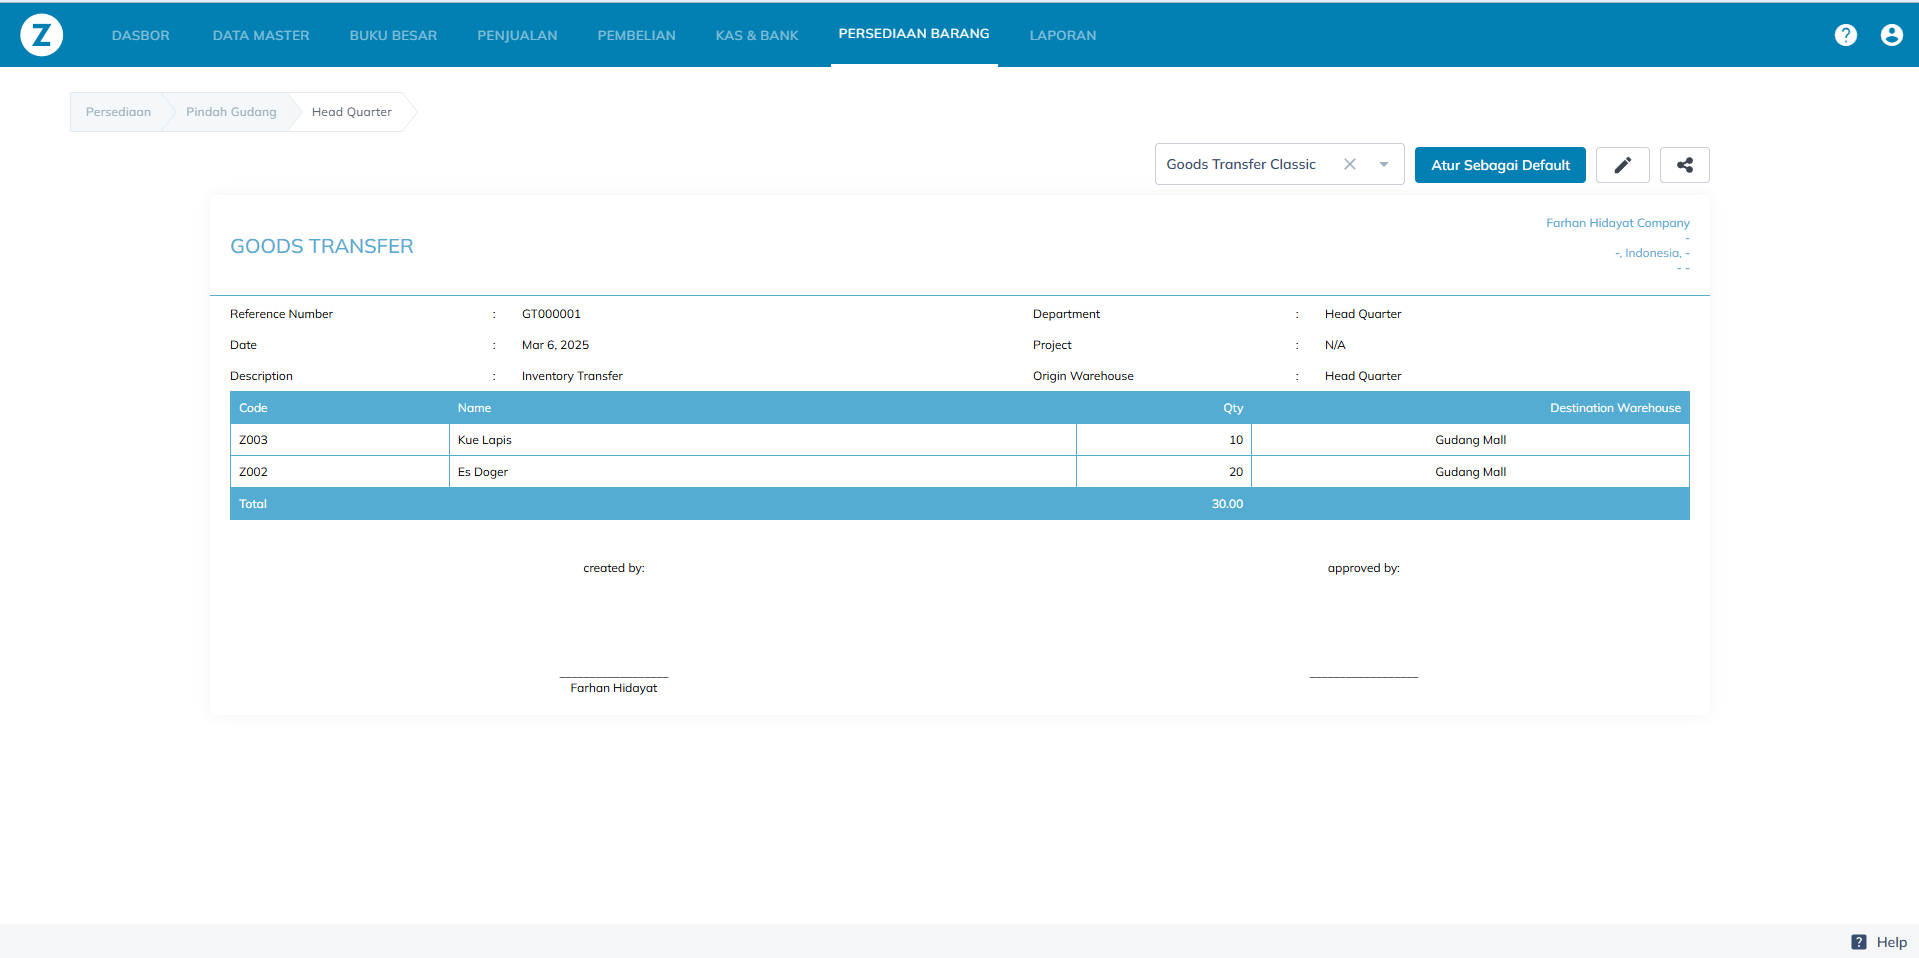 Z DASBOR DATA MASTER BUKU BESAR PENJUALAN PEMBELIAN KAS & BANK PERSEDIAAN BARANG LAPORAN ?
Persediaan Pindah Gudang Head Quarter
Goods Transfer Classic Atur Sebagai Default
Farhan Hidayat Company
-
GOODS TRANSFER
-, Indonesia, -
- -
Reference Number : GT000001 Department : Head Quarter
Date : Mar 6, 2025 Project : N/A
Description : Inventory Transfer Origin Warehouse : Head Quarter
Code Name Qty Destination Warehouse
Z003 Kue Lapis 10 Gudang Mall
Z002 Es Doger 20 Gudang Mall
Total 30.00
created by: approved by:
Farhan Hidayat
? Help